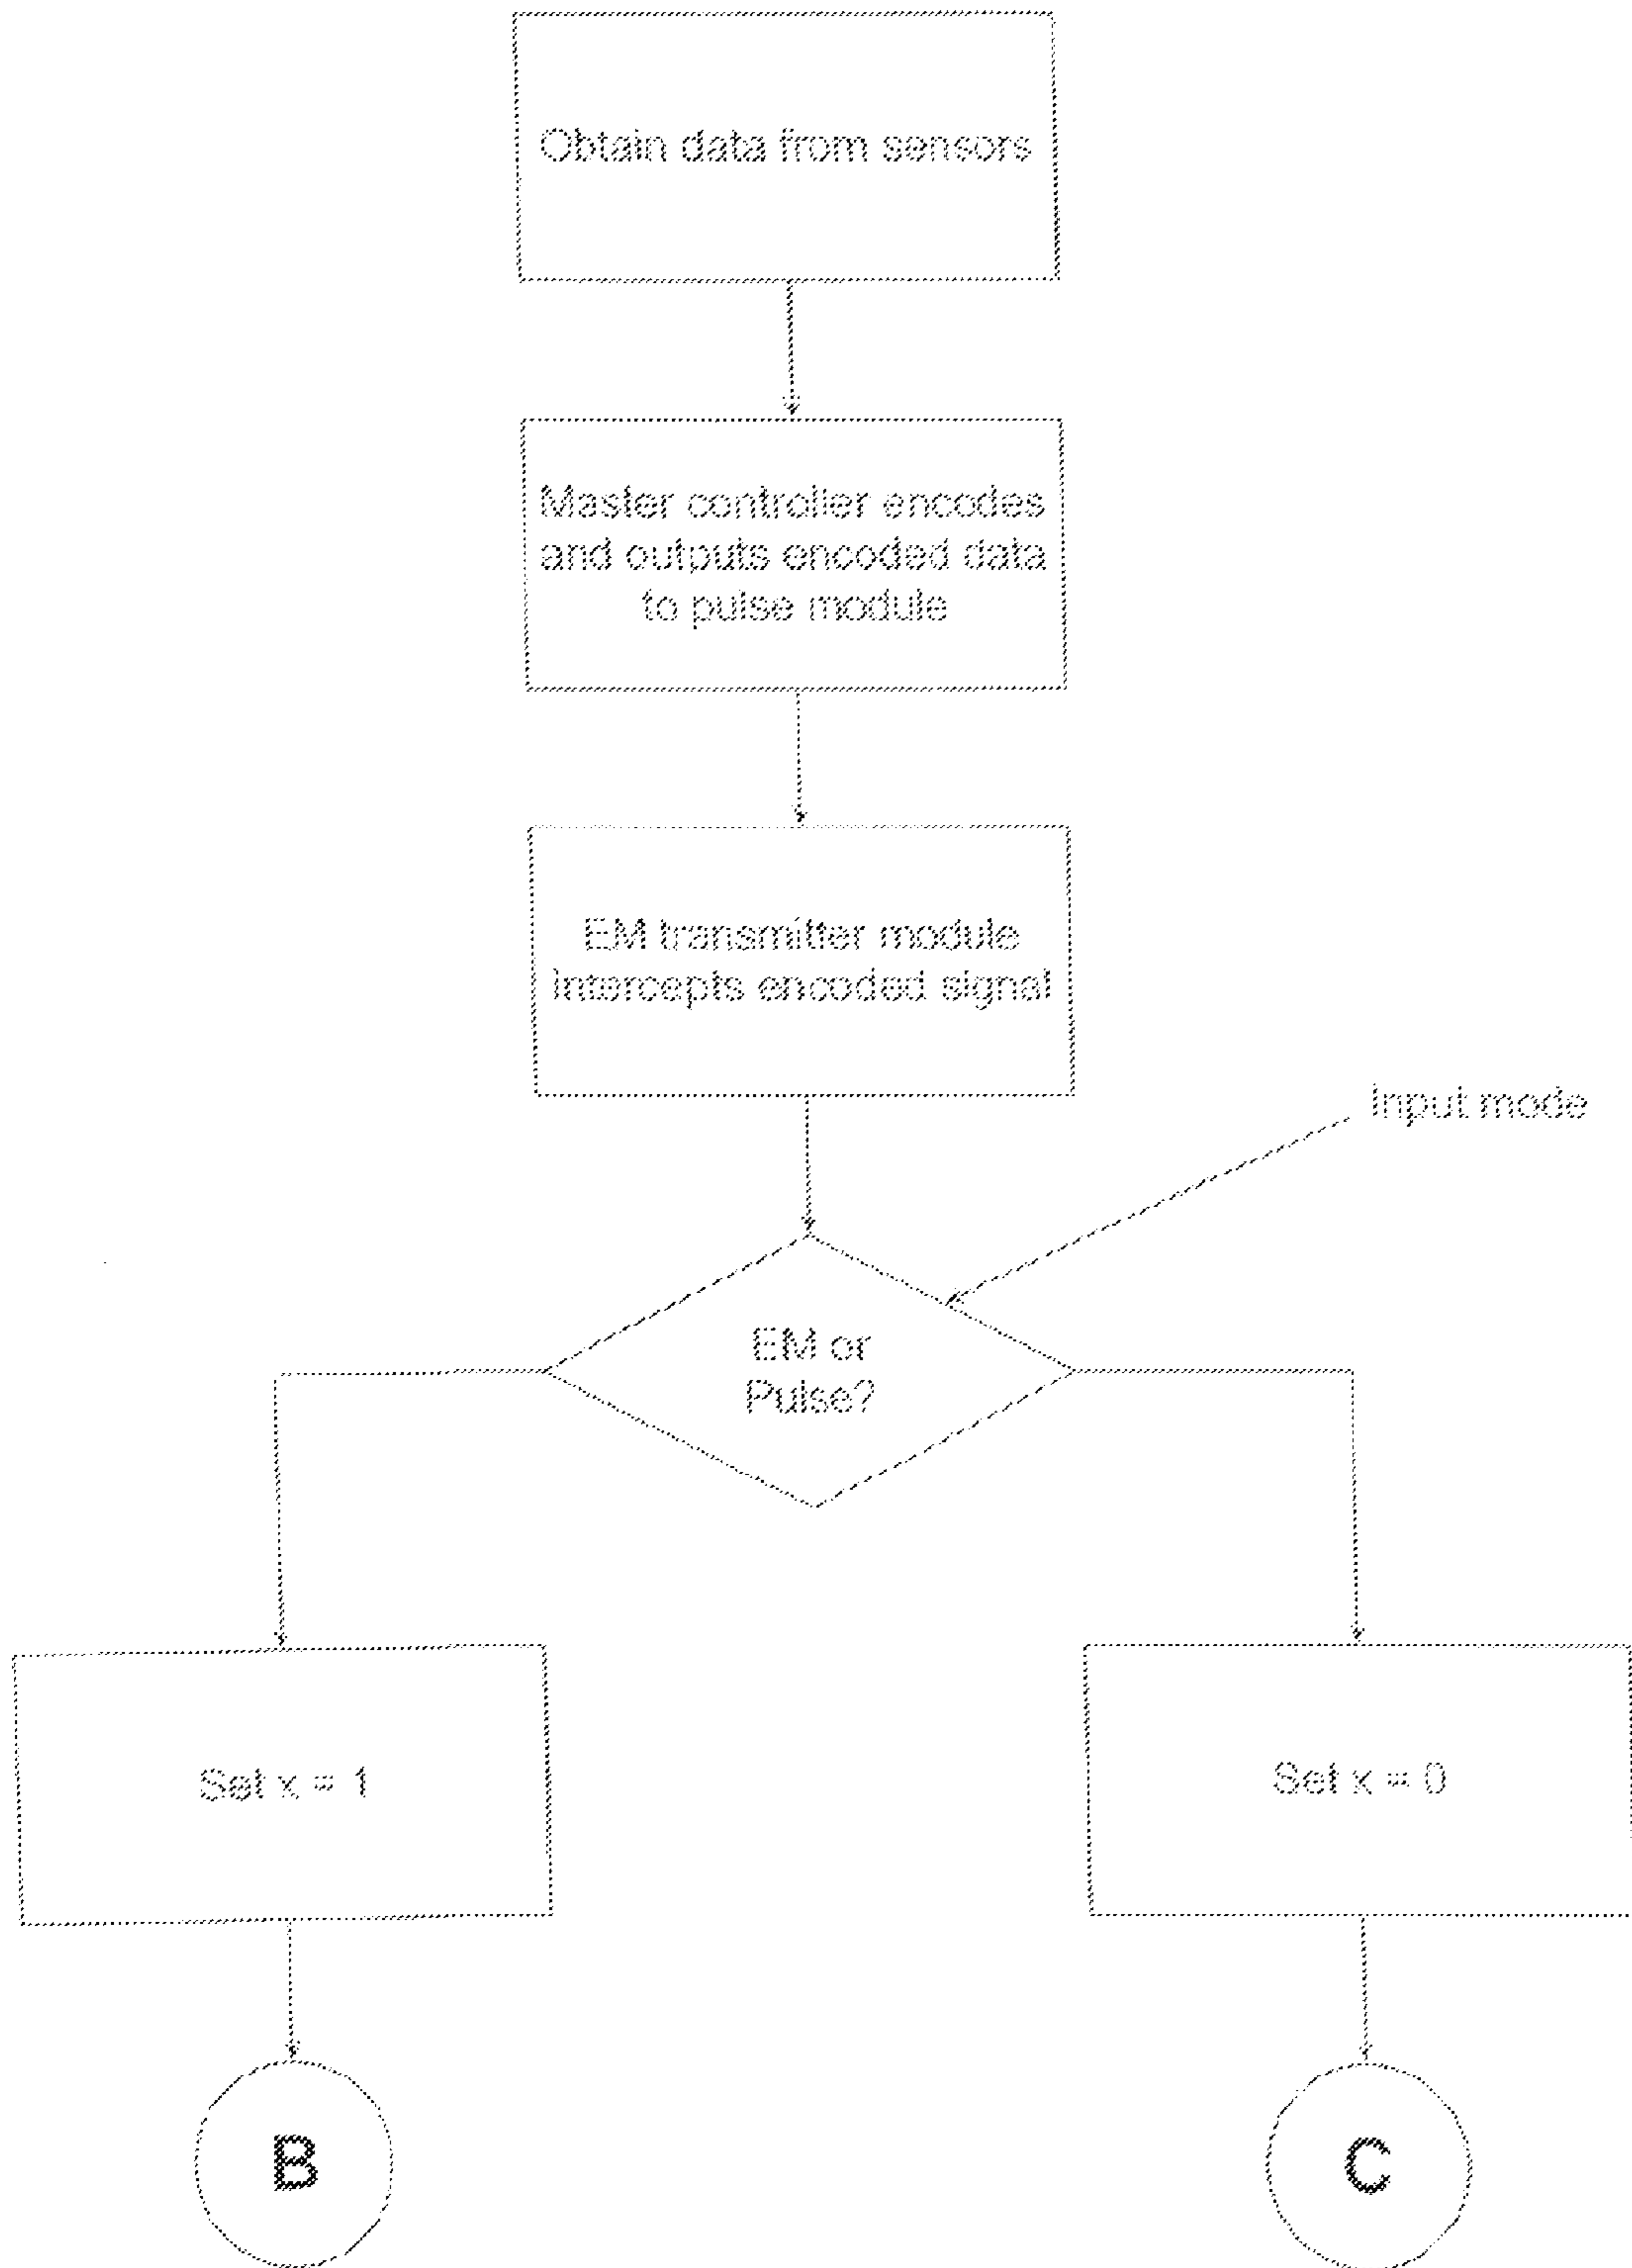 Obtain data from sensors
Master controller encodes
and outputs encoded data
to pulse module
EM transmitter module
intercepts encoded signal
Input mode
EM or
Pulse?
Set x = 1
Set x = 0
B
C